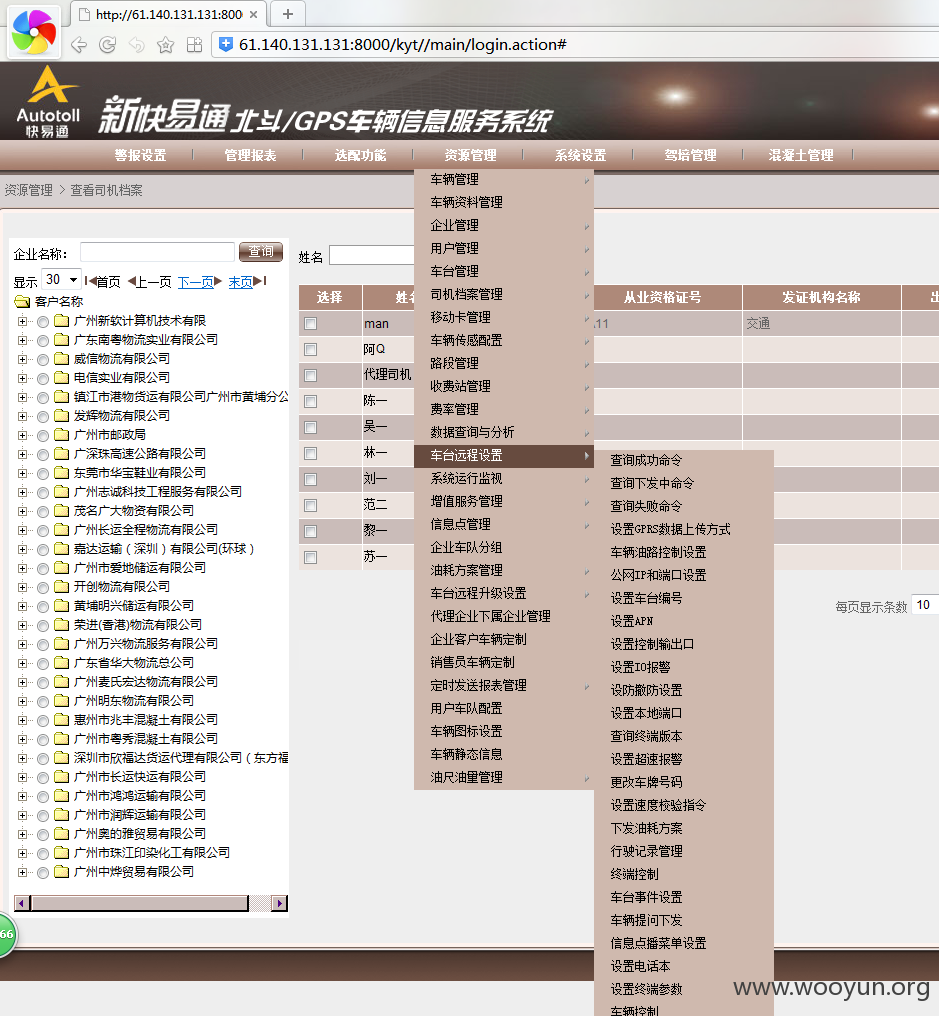 http://61.140.131.131:800
61.140.131.131:8000/kyt//main/login.action#
Autotoll
快易通
新快易通北斗/GPS车辆信息服务系统
警报设置
管理报表
选配功能
资源管理
系统设置
驾培管理
混凝土管理
资源管理 > 查看司机档案
企业名称:
查询
显示 30 首页 上一页 下一页 末页
客户名称
广州新软计算机技术有限
广东南粤物流实业有限公司
威信物流有限公司
电信实业有限公司
镇江市港物货运有限公司广州市黄埔分公
发辉物流有限公司
广州市邮政局
广深珠高速公路有限公司
东莞市华宝鞋业有限公司
广州志诚科技工程服务有限公司
茂名广大物资有限公司
广州长运全程物流有限公司
嘉达运输（深圳）有限公司(环球）
广州市爱地储运有限公司
开创物流有限公司
黄埔明兴储运有限公司
荣进(香港)物流有限公司
广州万兴物流服务有限公司
广东省华大物流总公司
广州麦氏宏达物流有限公司
广州明东物流有限公司
惠州市兆丰混凝土有限公司
广州市粤秀混凝土有限公司
深圳市欣福达货运代理有限公司（东方福
广州市长运快运有限公司
广州市鸿鸿运输有限公司
广州市润辉运输有限公司
广州奥的雅贸易有限公司
广州市珠江印染化工有限公司
广州中烨贸易有限公司
66
姓名
选择
姓名
从业资格证号
发证机构名称
man
11
交通
阿Q
代理司机
陈一
吴一
林一
刘一
范二
黎一
苏一
每页显示条数 10
车辆管理
车辆资料管理
企业管理
用户管理
车台管理
司机档案管理
移动卡管理
车辆传感配置
路段管理
收费站管理
费率管理
数据查询与分析
车台远程设置
系统运行监视
增值服务管理
信息点管理
企业车队分组
油耗方案管理
车台远程升级设置
代理企业下属企业管理
企业客户车辆定制
销售员车辆定制
定时发送报表管理
用户车队配置
车辆图标设置
车辆静态信息
油尺油量管理
查询成功命令
查询下发中命令
查询失败命令
设置GPRS数据上传方式
车辆油路控制设置
公网IP和端口设置
设置车台编号
设置APN
设置控制输出口
设置IO报警
设防撤防设置
设置本地端口
查询终端版本
设置超速报警
更改车牌号码
设置速度校验指令
下发油耗方案
行驶记录管理
终端控制
车台事件设置
车辆提问下发
信息点播菜单设置
设置电话本
设置终端参数
车辆控制
www.wooyun.org